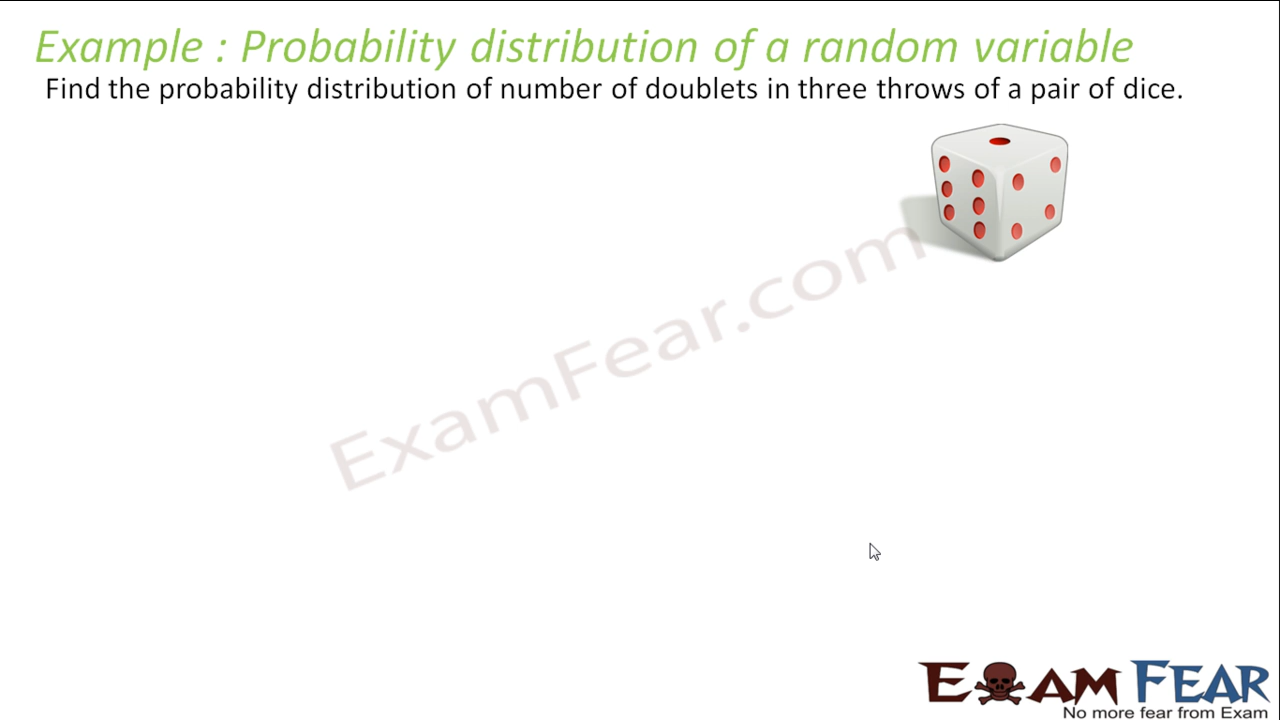 Example : Probability distribution of a random variable
Find the probability distribution of number of doublets in three throws of a pair of dice.
ExamFear.com
EXAM FEAR
No more fear from Exam